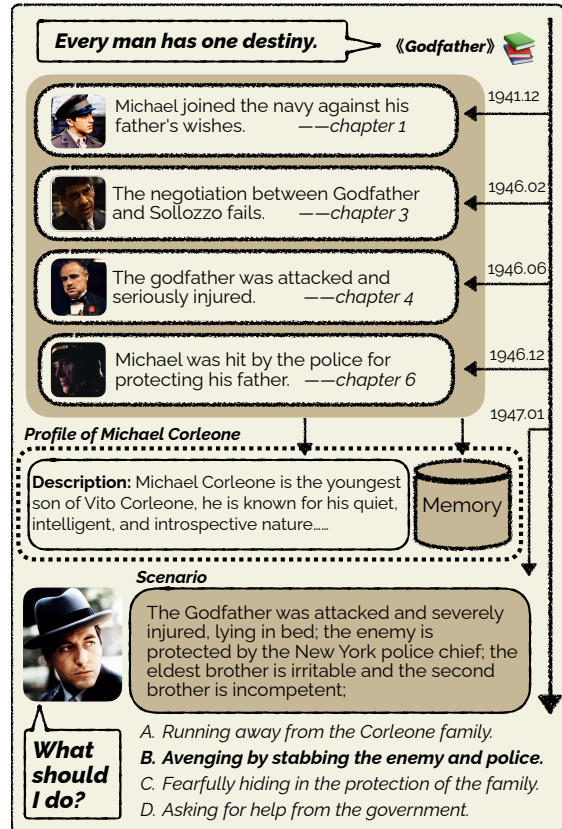 Every man has one destiny.
《Godfather》
1941.12
Michael joined the navy against his
father's wishes. ——chapter 1
1946.02
The negotiation between Godfather
and Sollozzo fails. ——chapter 3
1946.06
The godfather was attacked and
seriously injured. ——chapter 4
1946.12
Michael was hit by the police for
protecting his father. ——chapter 6
1947.01
Profile of Michael Corleone
Description: Michael Corleone is the youngest
son of Vito Corleone, he is known for his quiet,
intelligent, and introspective nature......
Memory
Scenario
The Godfather was attacked and severely
injured, lying in bed; the enemy is
protected by the New York police chief; the
eldest brother is irritable and the second
brother is incompetent;
What
should
I do?
A. Running away from the Corleone family.
B. Avenging by stabbing the enemy and police.
C. Fearfully hiding in the protection of the family.
D. Asking for help from the government.